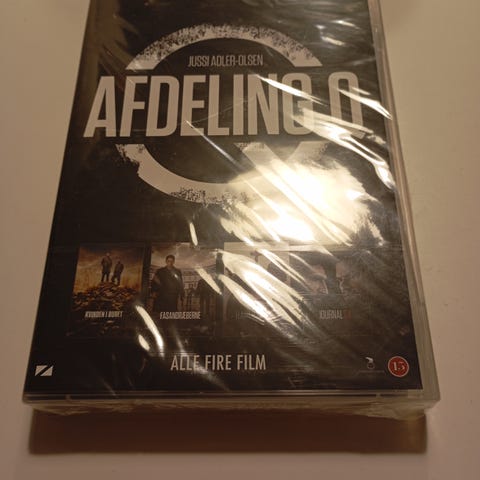 JUSSI ADLER-OLSEN
AFDELING Q
KVINDEN I BURET
FASANDRÆBERNE
JOURNAL
ALLE FIRE FILM
15